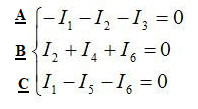 A -I₁ - I₂ - I₃ = 0
B I₂ + I₄ + I₆ = 0
C I₁ - I₅ - I₆ = 0